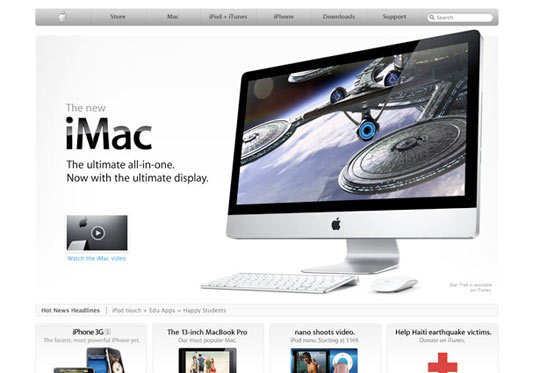 Store
Mac
iPod + iTunes
iPhone
Downloads
Support
Search
The new
iMac
The ultimate all-in-one.
Now with the ultimate display.
Watch the iMac video
Star Trek is available
on iTunes.
Hot News Headlines
iPod touch + Edu Apps = Happy Students
iPhone 3GS
The fastest, most powerful iPhone yet.
The 13-inch MacBook Pro
Our most popular Mac.
nano shoots video.
iPod nano. Starting at $149.
Help Haiti earthquake victims.
Donate on iTunes.